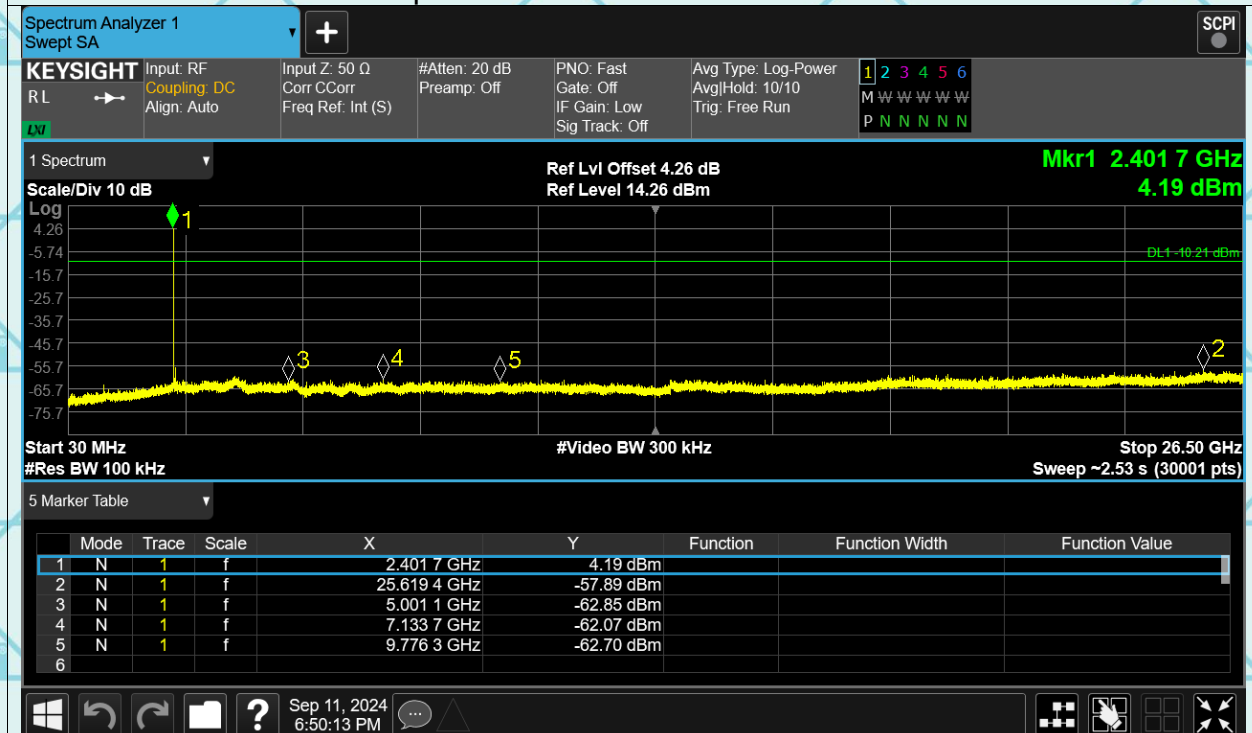 Spectrum Analyzer 1
Swept SA
+
SCPI
KEYSIGHT Input: RF Input Z: 50 Ω #Atten: 20 dB PNO: Fast Avg Type: Log-Power 1 2 3 4 5 6
RL Coupling: DC Corr CCorr Preamp: Off Gate: Off Avg|Hold: 10/10 M W W W W W
Align: Auto Freq Ref: Int (S) IF Gain: Low Trig: Free Run P N N N N N N
LXI Sig Track: Off
1 Spectrum
Ref Lvl Offset 4.26 dB Mkr1 2.401 7 GHz
Scale/Div 10 dB Ref Level 14.26 dBm 4.19 dBm
Log
1
4.26
-5.74 DL1 -10.21 dBm
-15.7
-25.7
-35.7
-45.7 2
3 4 5
-55.7
-65.7
-75.7
Start 30 MHz #Video BW 300 kHz Stop 26.50 GHz
#Res BW 100 kHz Sweep ~2.53 s (30001 pts)
5 Marker Table
Mode Trace Scale X Y Function Function Width Function Value
1 N 1 f 2.401 7 GHz 4.19 dBm
2 N 1 f 25.619 4 GHz -57.89 dBm
3 N 1 f 5.001 1 GHz -62.85 dBm
4 N 1 f 7.133 7 GHz -62.07 dBm
5 N 1 f 9.776 3 GHz -62.70 dBm
6
? Sep 11, 2024
6:50:13 PM